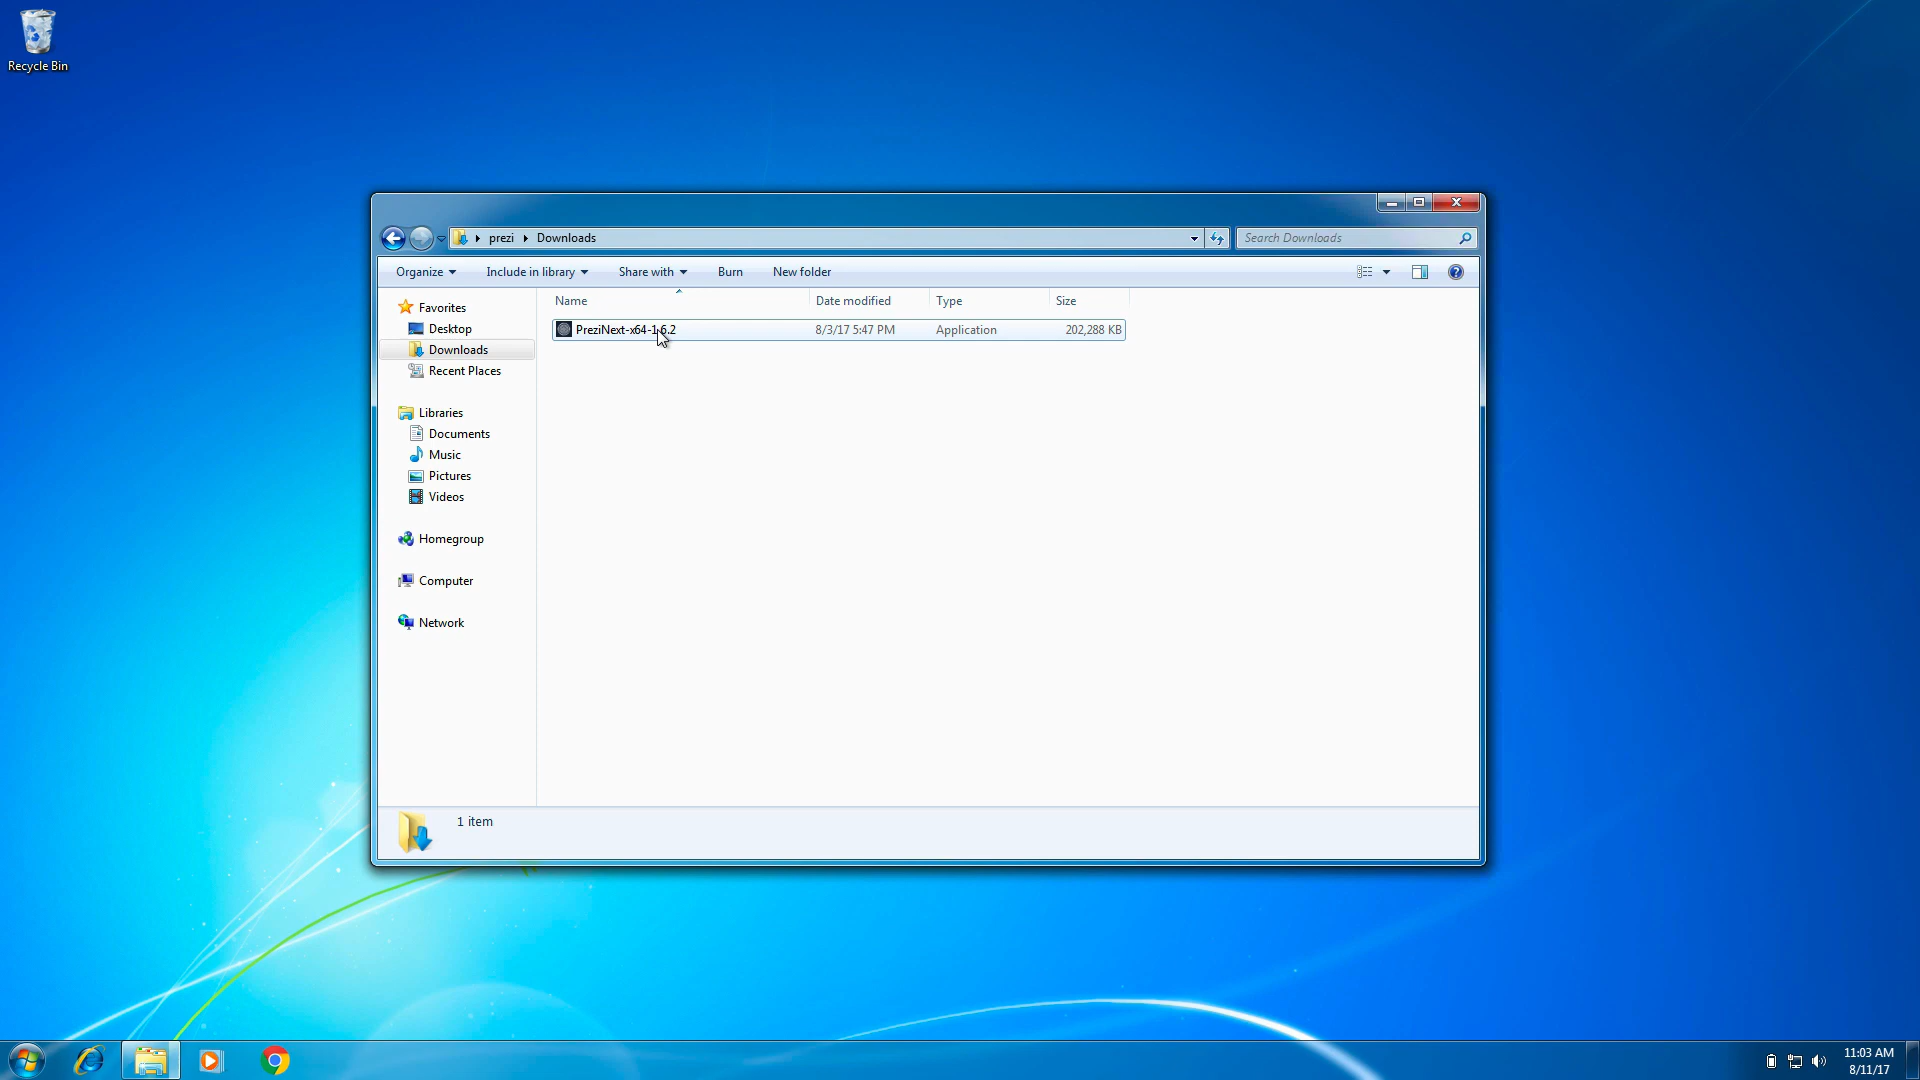 Recycle Bin
prezi Downloads
Search Downloads
Organize Include in library Share with Burn New folder
Name Date modified Type Size
PreziNext-x64-1.6.2 8/3/17 5:47 PM Application 202,288 KB
Favorites
Desktop
Downloads
Recent Places
Libraries
Documents
Music
Pictures
Videos
Homegroup
Computer
Network
1 item
11:03 AM
8/11/17